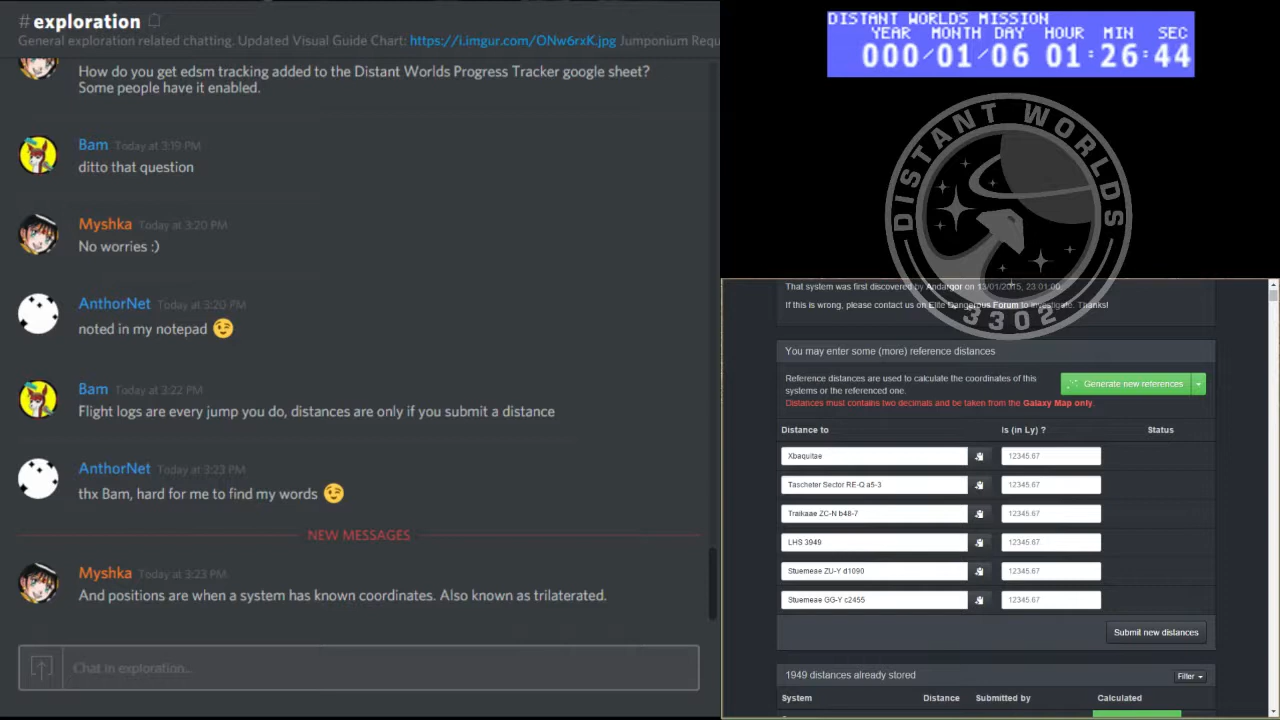 #exploration
General exploration related chatting. Updated Visual Guide Chart: https://i.imgur.com/ONw6rxK.jpg Jumponium Requ
How do you get edsm tracking added to the Distant Worlds Progress Tracker google sheet?
Some people have it enabled.
Bam Today at 3:19 PM
ditto that question
Myshka Today at 3:20 PM
No worries :)
AnthorNet Today at 3:20 PM
noted in my notepad 😉
Bam Today at 3:22 PM
Flight logs are every jump you do, distances are only if you submit a distance
AnthorNet Today at 3:23 PM
thx Bam, hard for me to find my words 😉
NEW MESSAGES
Myshka Today at 3:23 PM
And positions are when a system has known coordinates. Also known as trilaterated.
Chat in exploration...
DISTANT WORLDS MISSION
YEAR MONTH DAY HOUR MIN SEC
000/01/06 01:26:44
DISTANT WORLDS
3302
That system was first discovered by Andargor on 13/01/2015, 23:01:00.
If this is wrong, please contact us on Elite Dangerous Forum to investigate. Thanks!
You may enter some (more) reference distances
Reference distances are used to calculate the coordinates of this
systems or the referenced one.
Distances must contains two decimals and be taken from the Galaxy Map only.
Generate new references
Distance to Is (in Ly) ? Status
Xbaquitae 12345.67
Tascheter Sector RE-Q a5-3 12345.67
Traikaae ZC-N b48-7 12345.67
LHS 3949 12345.67
Stuemeae ZU-Y d1090 12345.67
Stuemeae GG-Y c2455 12345.67
Submit new distances
1949 distances already stored Filter
System Distance Submitted by Calculated